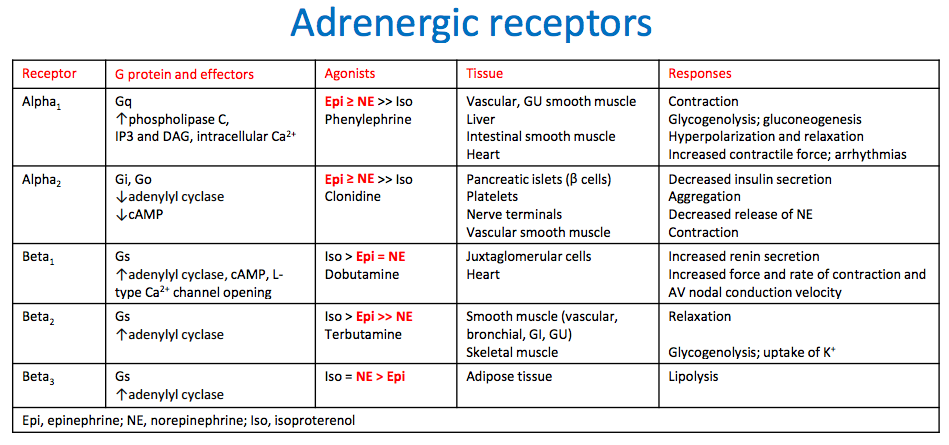 Adrenergic receptors
Receptor G protein and effectors Agonists Tissue Responses
Alpha₁ Gq Epi ≥ NE >> Iso Vascular, GU smooth muscle Contraction
↑phospholipase C, Phenylephrine Liver Glycogenolysis; gluconeogenesis
IP3 and DAG, intracellular Ca²⁺ Intestinal smooth muscle Hyperpolarization and relaxation
Heart Increased contractile force; arrhythmias
Alpha₂ Gi, Go Epi ≥ NE >> Iso Pancreatic islets (β cells) Decreased insulin secretion
↓adenylyl cyclase Clonidine Platelets Aggregation
↓cAMP Nerve terminals Decreased release of NE
Vascular smooth muscle Contraction
Beta₁ Gs Iso > Epi = NE Juxtaglomerular cells Increased renin secretion
↑adenylyl cyclase, cAMP, L- Dobutamine Heart Increased force and rate of contraction and
type Ca²⁺ channel opening AV nodal conduction velocity
Beta₂ Gs Iso > Epi >> NE Smooth muscle (vascular, Relaxation
↑adenylyl cyclase Terbutamine bronchial, GI, GU)
Skeletal muscle Glycogenolysis; uptake of K⁺
Beta₃ Gs Iso = NE > Epi Adipose tissue Lipolysis
↑adenylyl cyclase
Epi, epinephrine; NE, norepinephrine; Iso, isoproterenol